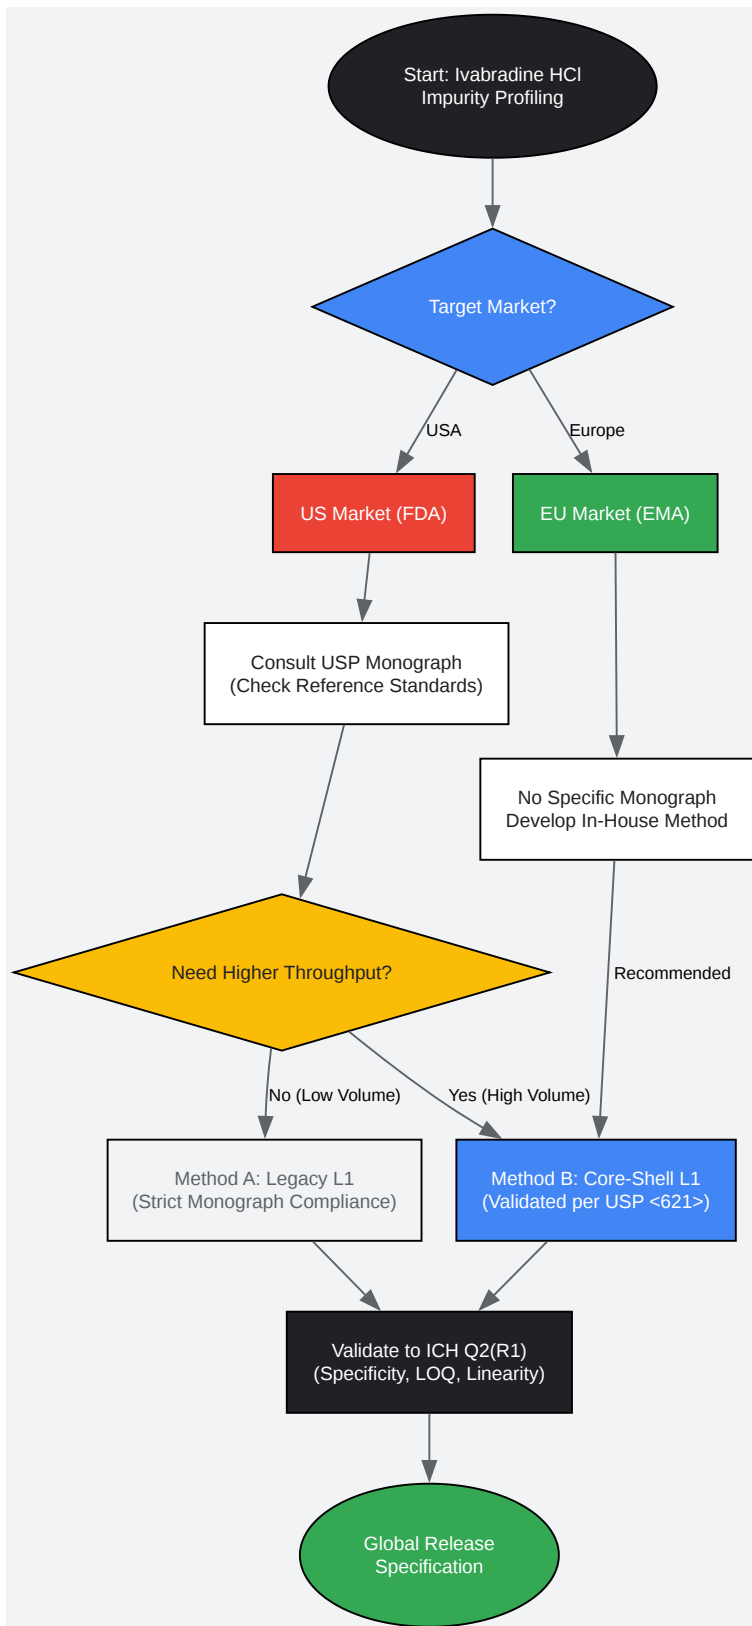 Start: Ivabradine HCl
Impurity Profiling
Target Market?
USA
Europe
US Market (FDA)
EU Market (EMA)
Consult USP Monograph
(Check Reference Standards)
No Specific Monograph
Develop In-House Method
Need Higher Throughput?
Recommended
No (Low Volume)
Yes (High Volume)
Method A: Legacy L1
(Strict Monograph Compliance)
Method B: Core-Shell L1
(Validated per USP <621>)
Validate to ICH Q2(R1)
(Specificity, LOQ, Linearity)
Global Release
Specification